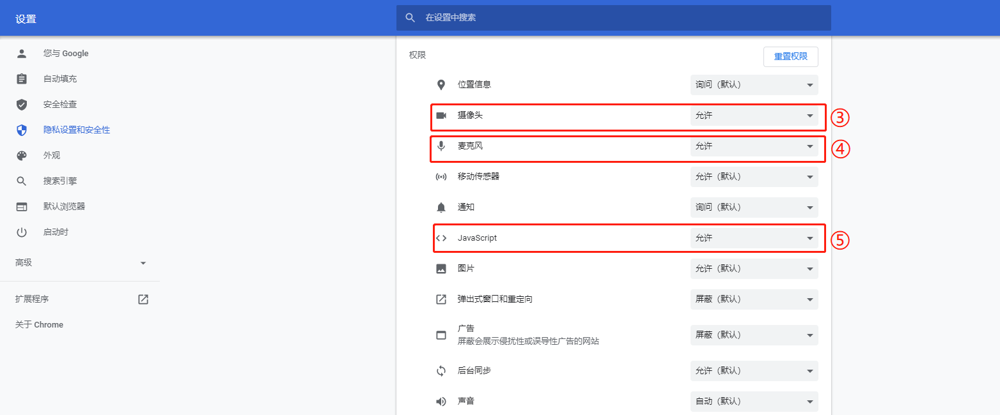 设置
在设置中搜索
您与 Google
自动填充
安全检查
隐私设置和安全性
外观
搜索引擎
默认浏览器
启动时
高级
扩展程序
关于 Chrome
权限
重置权限
位置信息
询问（默认）
摄像头
允许
③
麦克风
允许
④
移动传感器
允许（默认）
通知
询问（默认）
JavaScript
允许
⑤
图片
允许（默认）
弹出式窗口和重定向
屏蔽（默认）
广告
屏蔽会展示侵扰性或误导性广告的网站
屏蔽（默认）
后台同步
允许（默认）
声音
自动（默认）